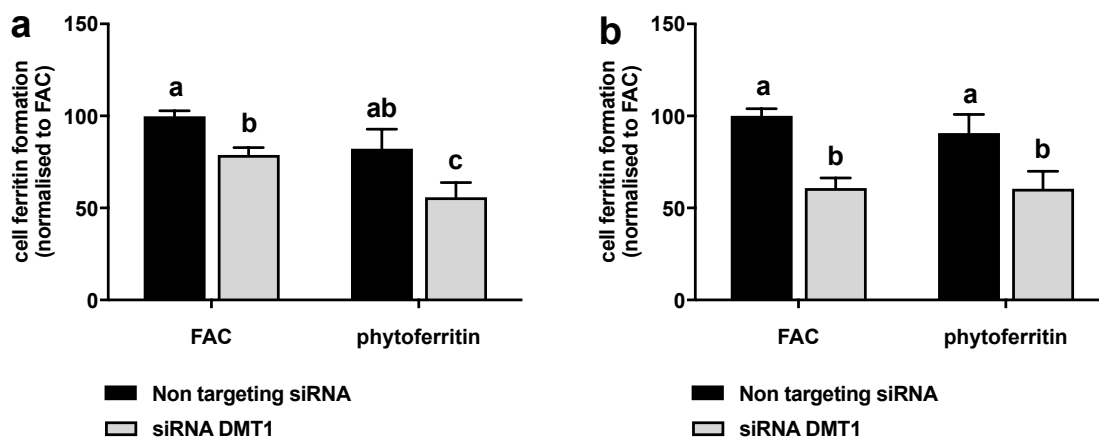 a
cell ferritin formation
(normalised to FAC)
150
100
50
0
a
b
ab
c
FAC
phytoferritin
Non targeting siRNA
siRNA DMT1
b
cell ferritin formation
(normalised to FAC)
150
100
50
0
a
b
a
b
FAC
phytoferritin
Non targeting siRNA
siRNA DMT1